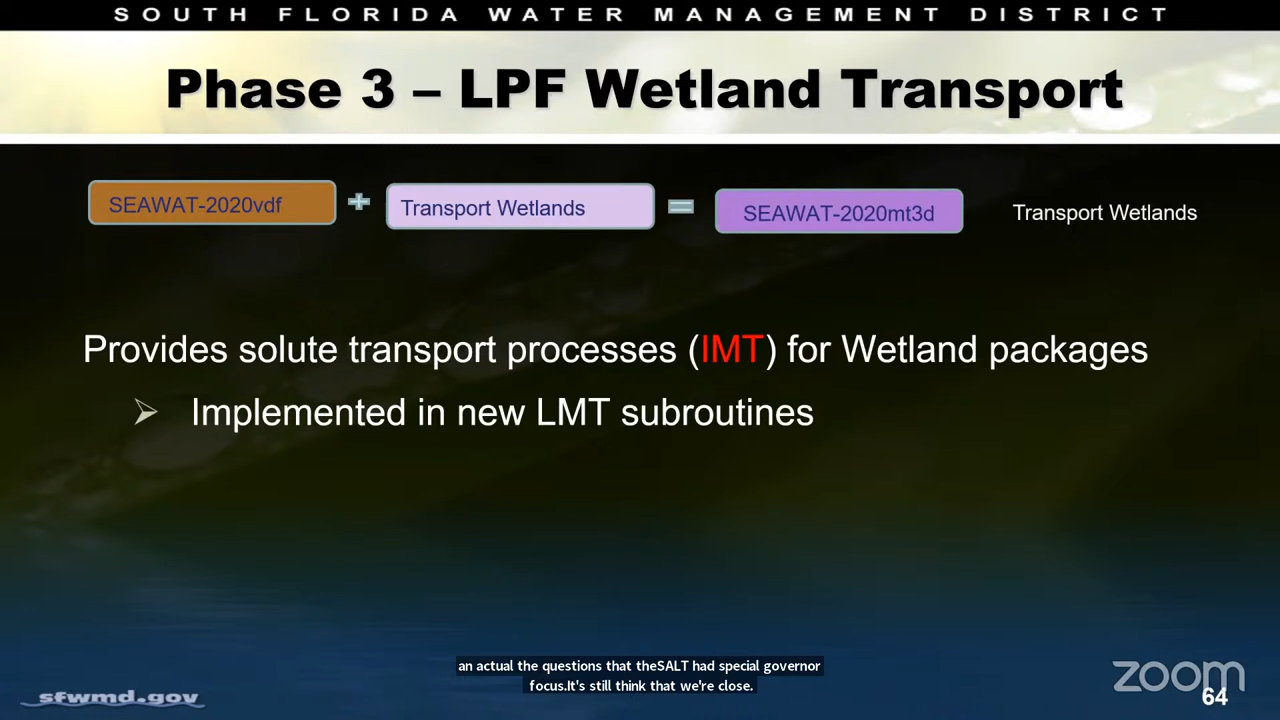 SOUTH FLORIDA WATER MANAGEMENT DISTRICT
Phase 3 – LPF Wetland Transport
SEAWAT-2020vdf + Transport Wetlands = SEAWAT-2020mt3d Transport Wetlands
Provides solute transport processes (IMT) for Wetland packages
➢ Implemented in new LMT subroutines
an actual the questions that theSALT had special governor
focus.It's still think that we're close.
sfwmd.gov
zoom
64